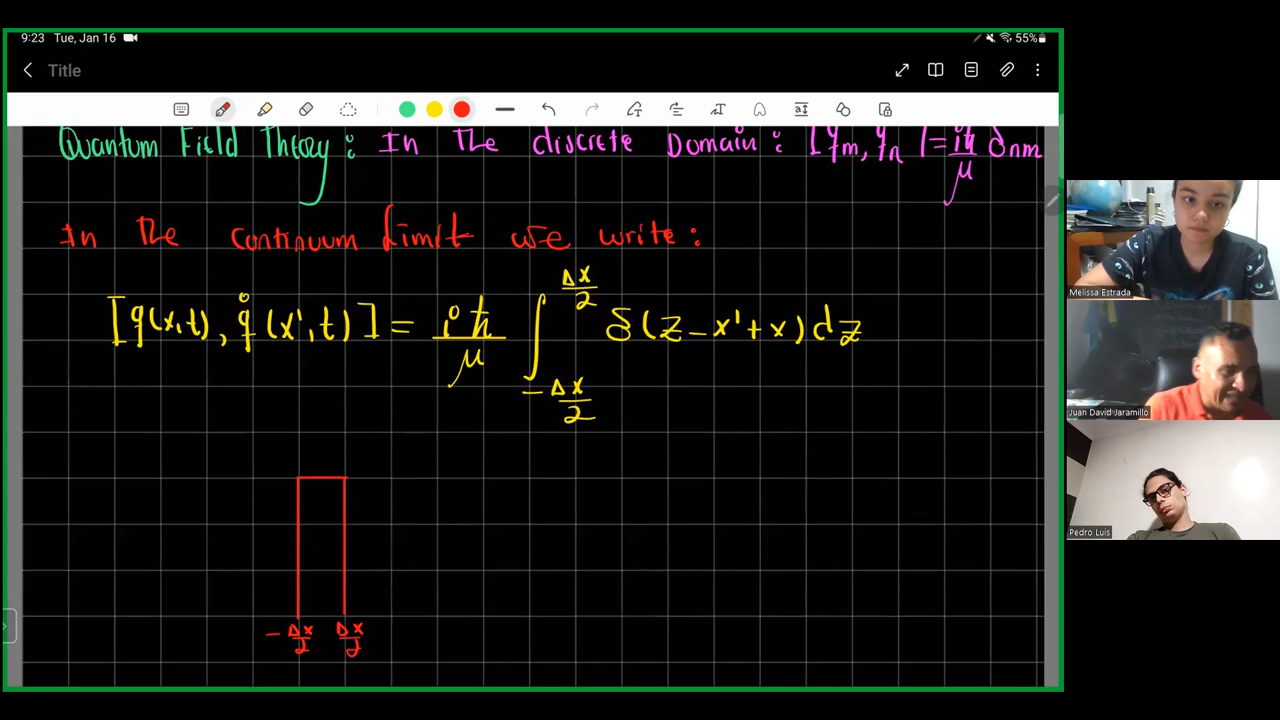 9:23 Tue, Jan 16
55%
Title
Quantum Field Theory: In The discrete Domain: [qm, q̇n] = iħ/μ δnm
In The continuum limit we write:
[q(x,t), q̇(x',t)] = iħ/μ ∫_{-Δx/2}^{Δx/2} δ(z-x'+x)dz
-Δx/2 Δx/2
Melissa Estrada
Juan David Jaramillo
Pedro Luis